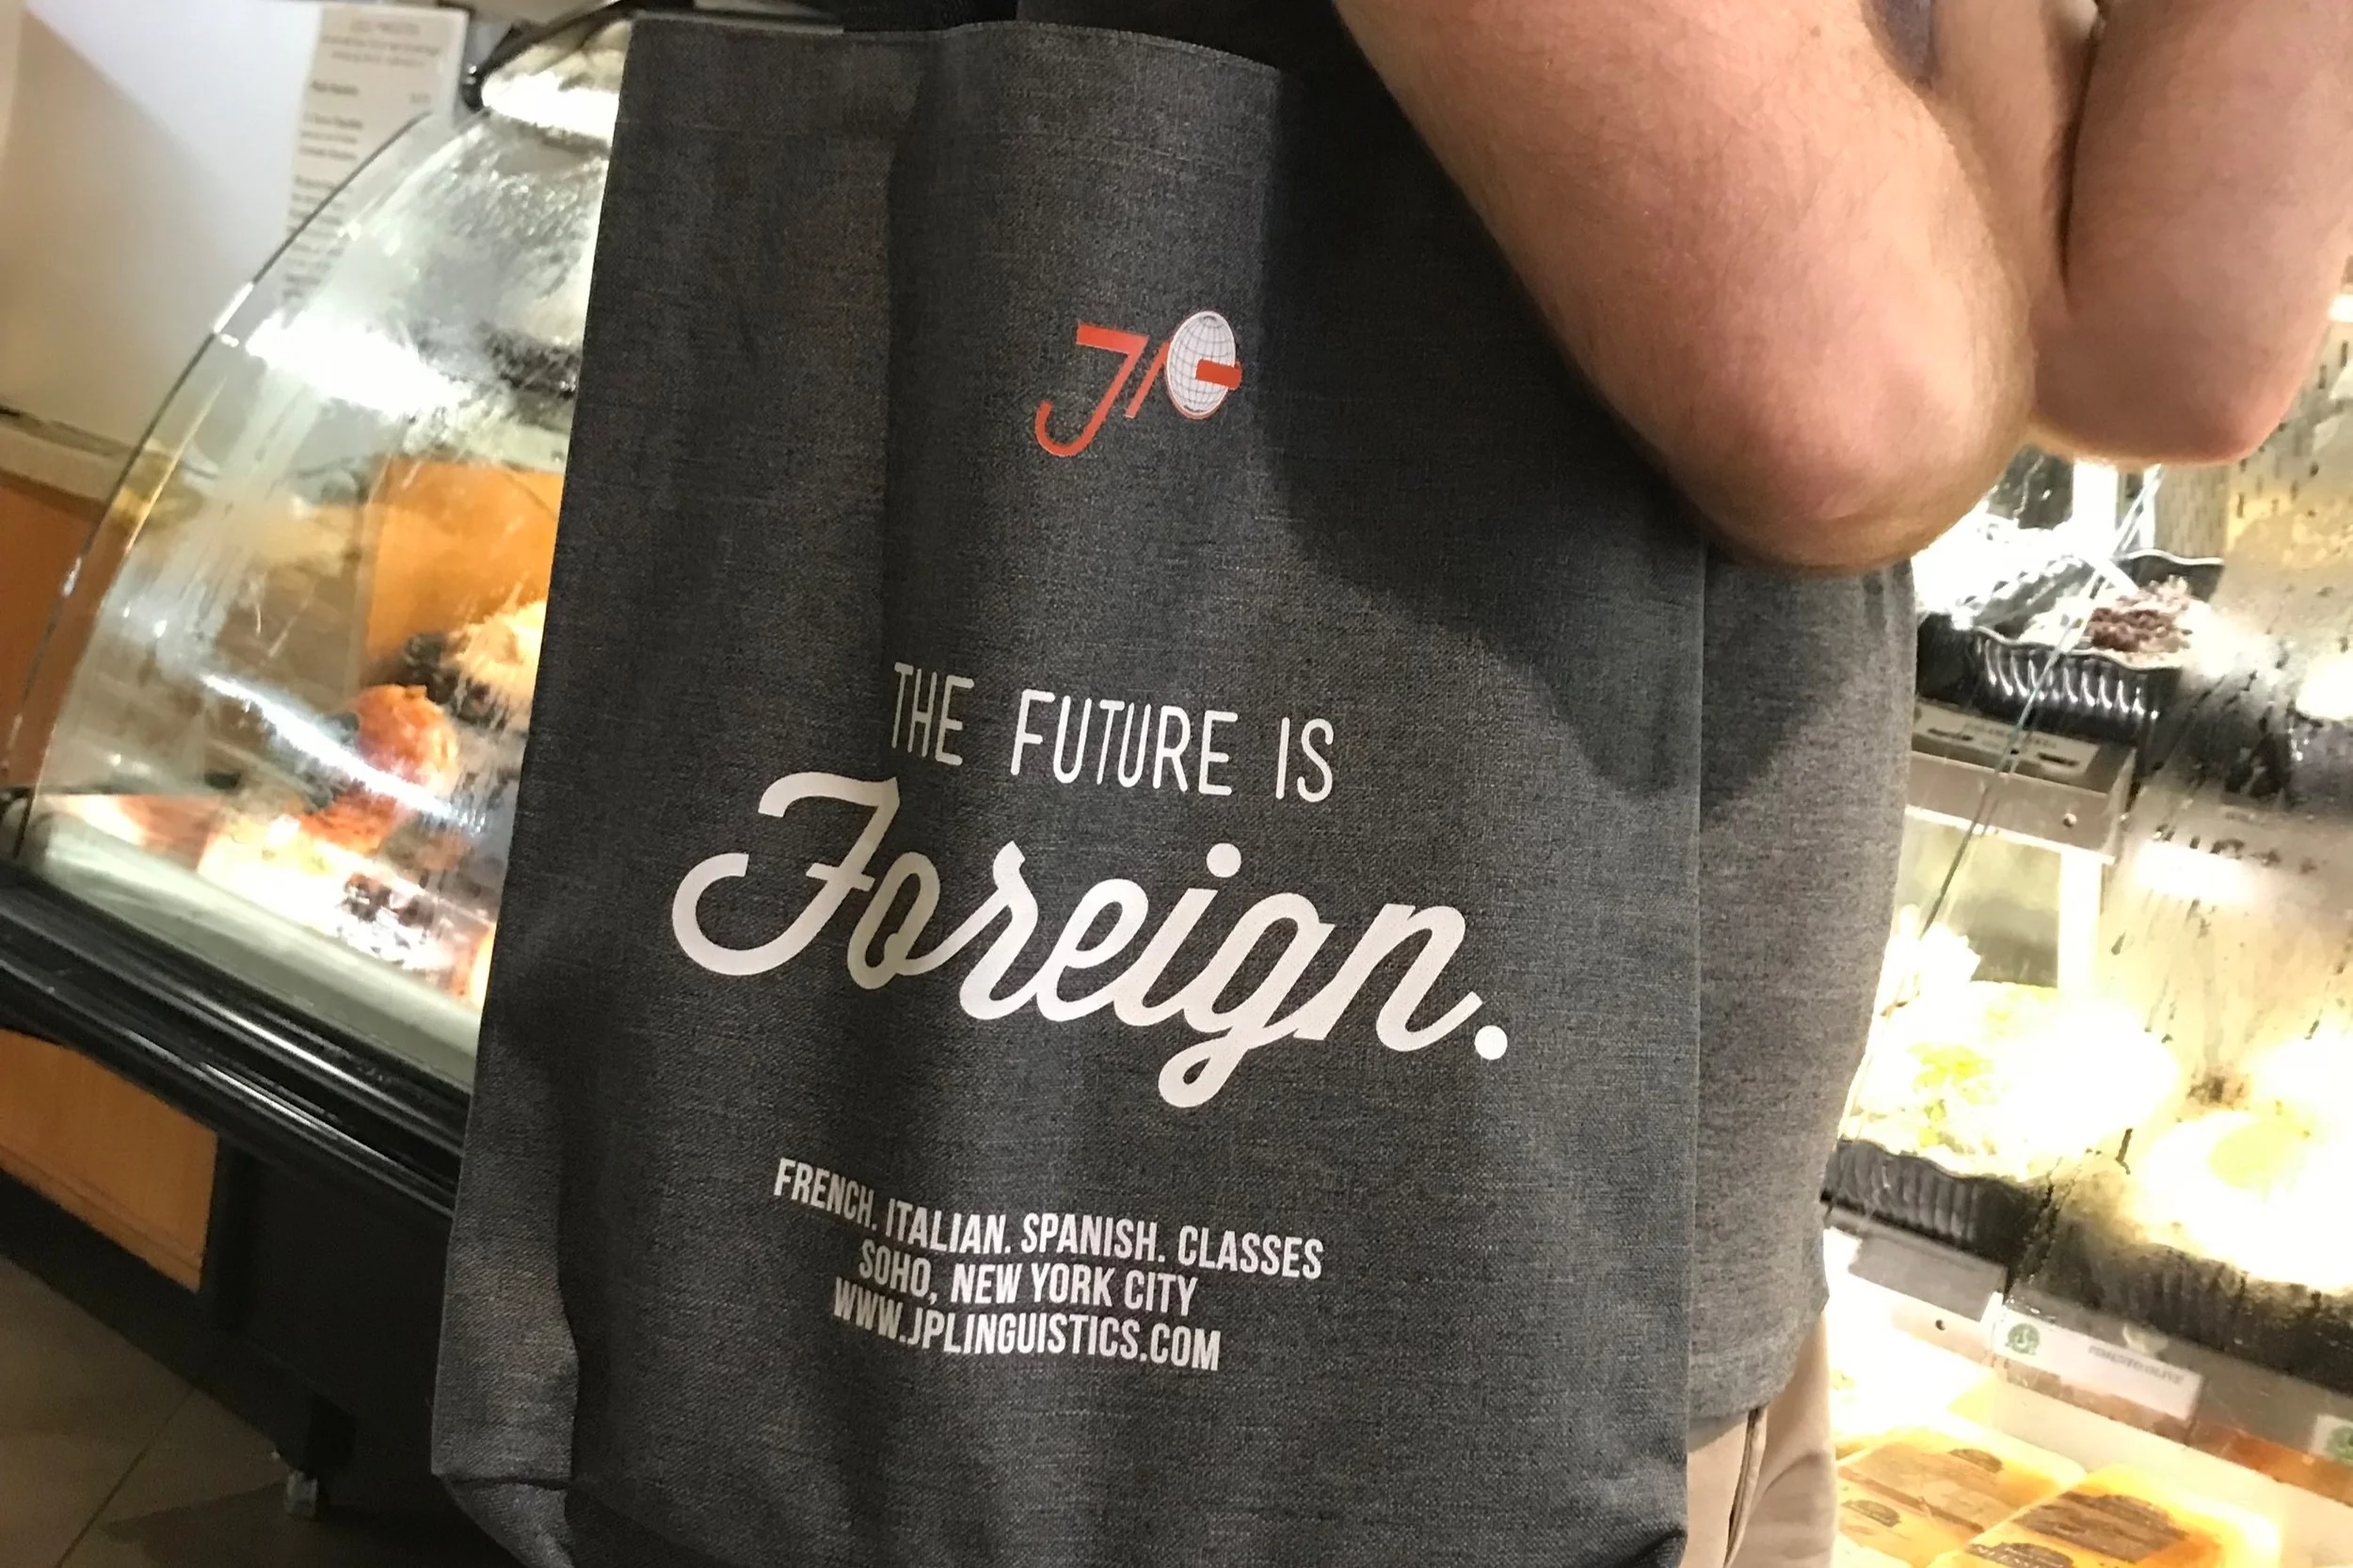 THE FUTURE IS
Foreign.
FRENCH. ITALIAN. SPANISH. CLASSES
SOHO, NEW YORK CITY
WWW.JPLINGUISTICS.COM